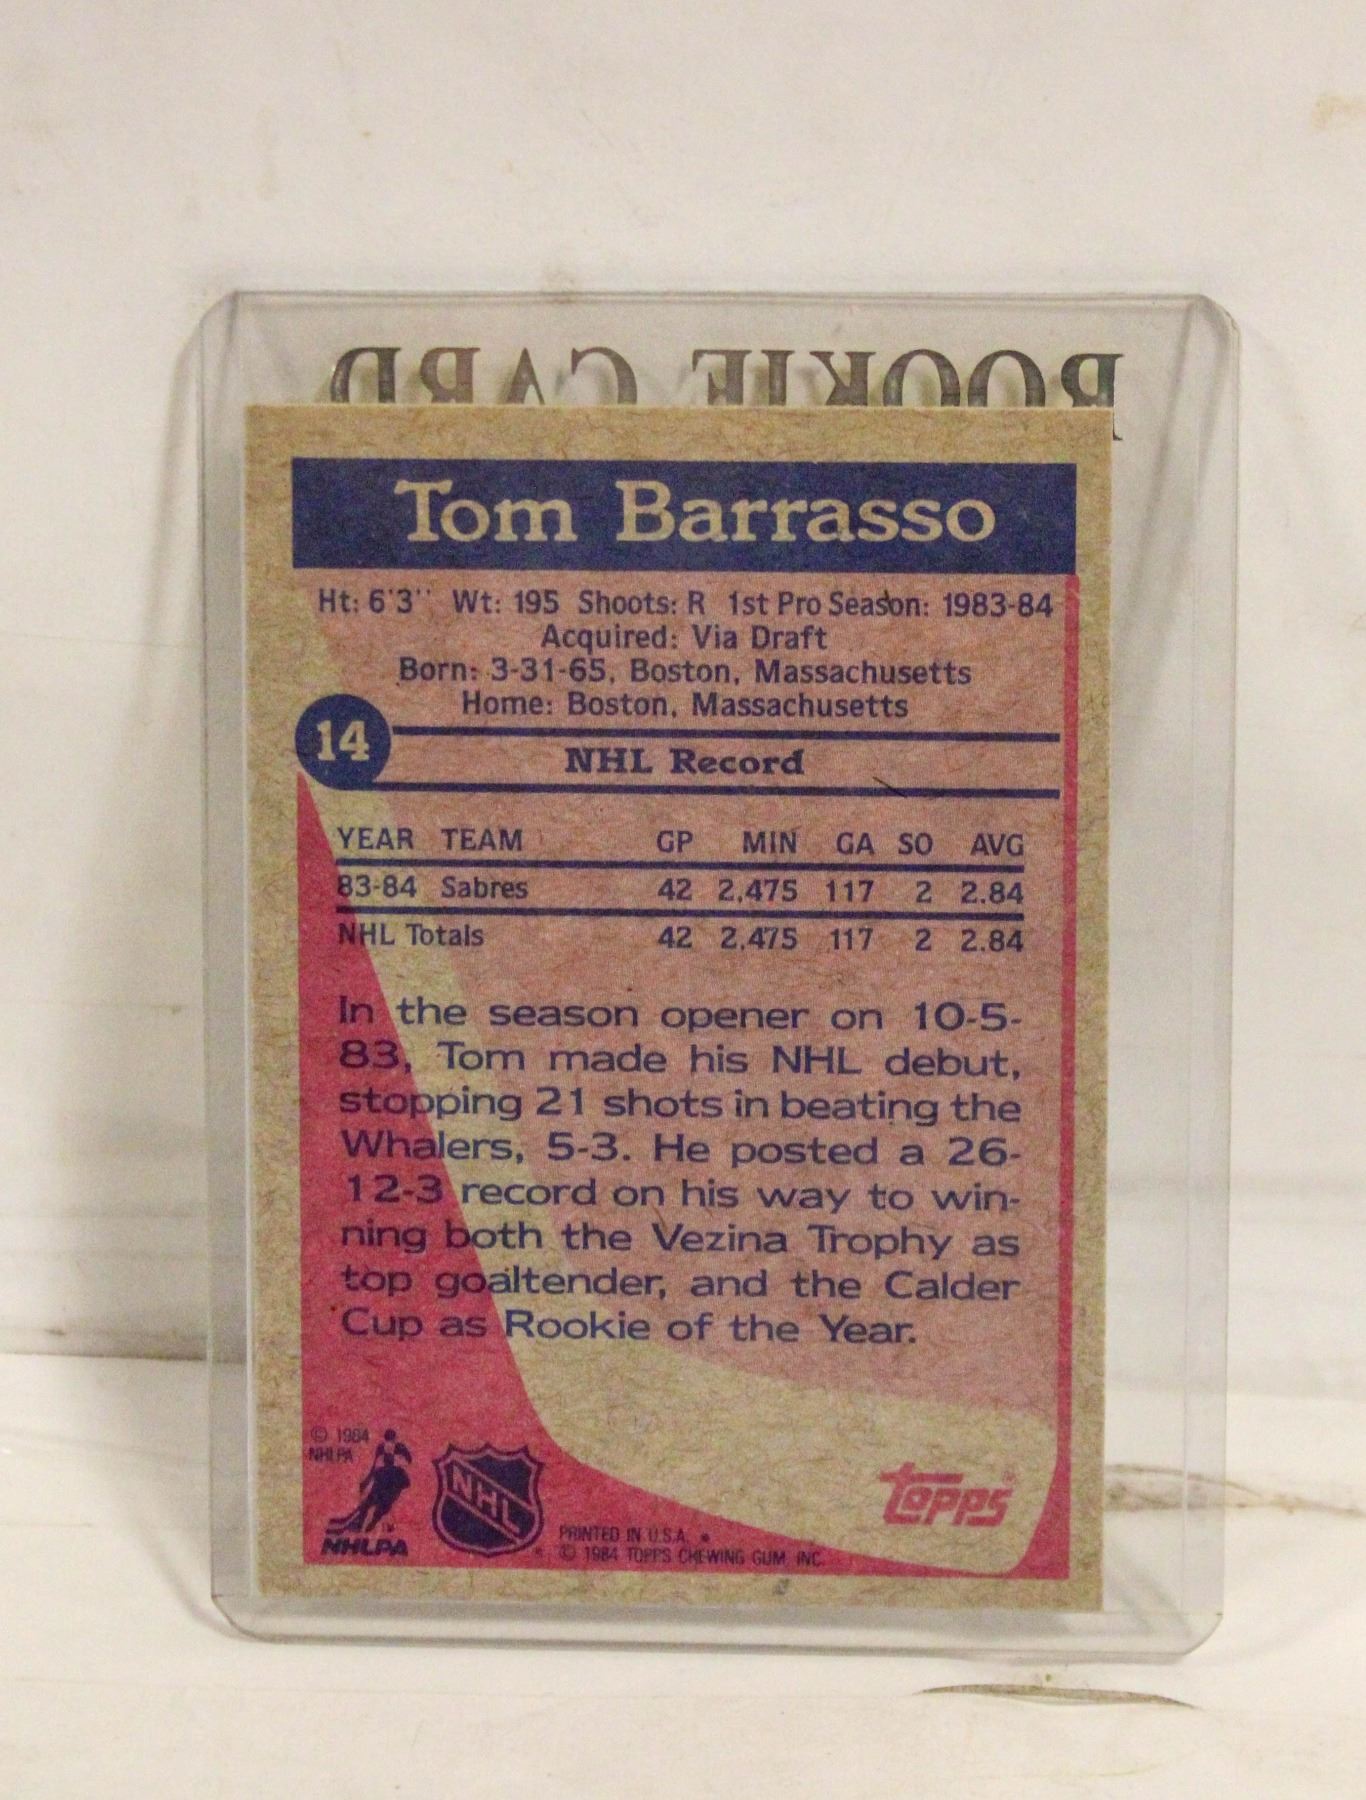 ROOKIE CARD
Tom Barrasso
Ht: 6'3'' Wt: 195 Shoots: R 1st Pro Season: 1983-84
Acquired: Via Draft
Born: 3-31-65, Boston, Massachusetts
Home: Boston, Massachusetts
14
NHL Record
YEAR TEAM GP MIN GA SO AVG
83-84 Sabres 42 2,475 117 2 2.84
NHL Totals 42 2,475 117 2 2.84
In the season opener on 10-5-
83, Tom made his NHL debut,
stopping 21 shots in beating the
Whalers, 5-3. He posted a 26-
12-3 record on his way to win-
ning both the Vezina Trophy as
top goaltender, and the Calder
Cup as Rookie of the Year.
© 1984
NHLPA
NHLPA
NHL
PRINTED IN U.S.A.
© 1984 TOPPS CHEWING GUM, INC.
topps®